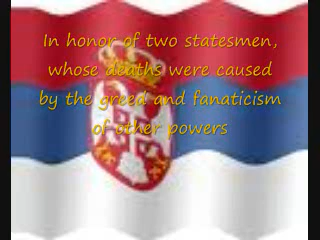 In honor of two statesmen,
whose deaths were caused
by the greed and fanaticism
of other powers